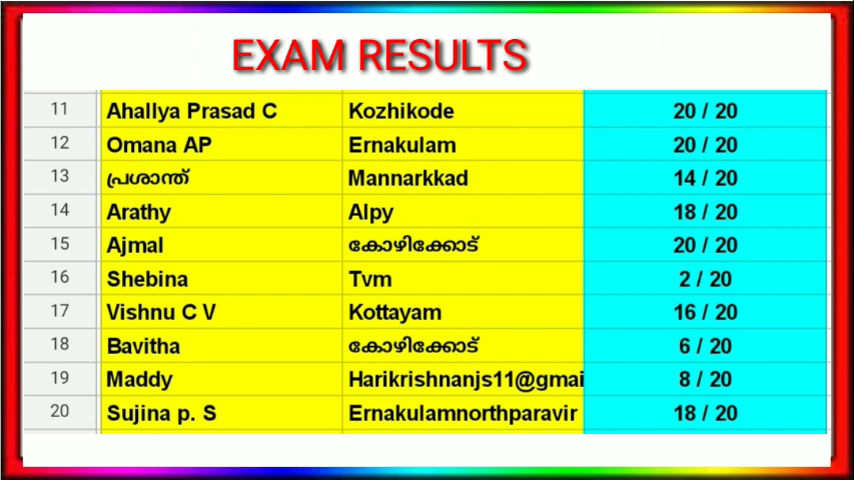 EXAM RESULTS
11 Ahallya Prasad C Kozhikode 20 / 20
12 Omana AP Ernakulam 20 / 20
13 പ്രശാന്ത് Mannarkkad 14 / 20
14 Arathy Alpy 18 / 20
15 Ajmal കോഴിക്കോട് 20 / 20
16 Shebina Tvm 2 / 20
17 Vishnu C V Kottayam 16 / 20
18 Bavitha കോഴിക്കോട് 6 / 20
19 Maddy Harikrishnanjs11@gmai 8 / 20
20 Sujina p. S Ernakulamnorthparavir 18 / 20